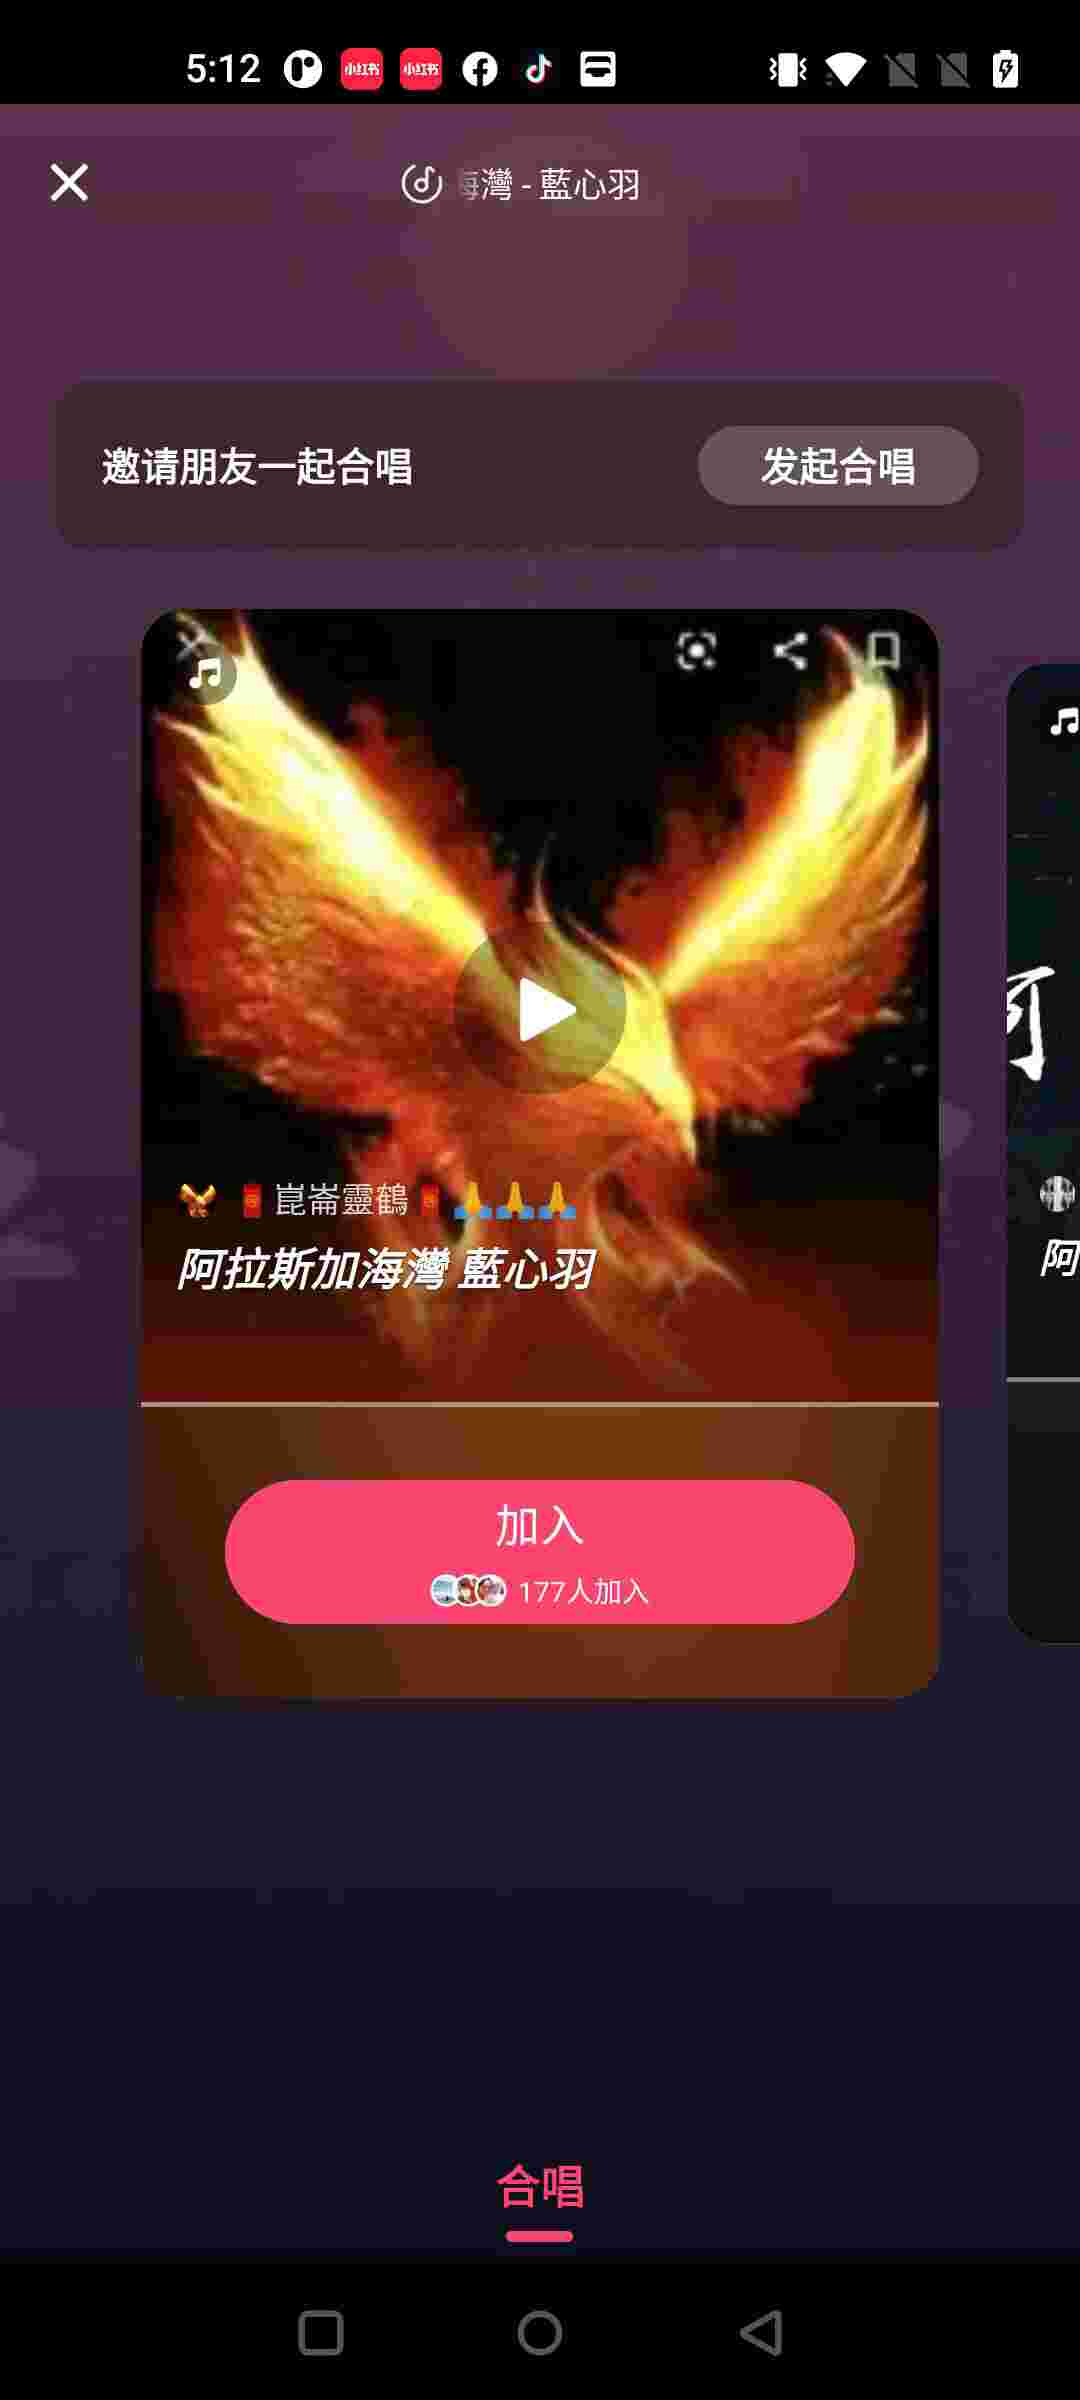 5:12
小红书 小红书
海灣 - 藍心羽
邀请朋友一起合唱
发起合唱
崑崙靈鶴
阿拉斯加海灣 藍心羽
阿
加入
177人加入
合唱